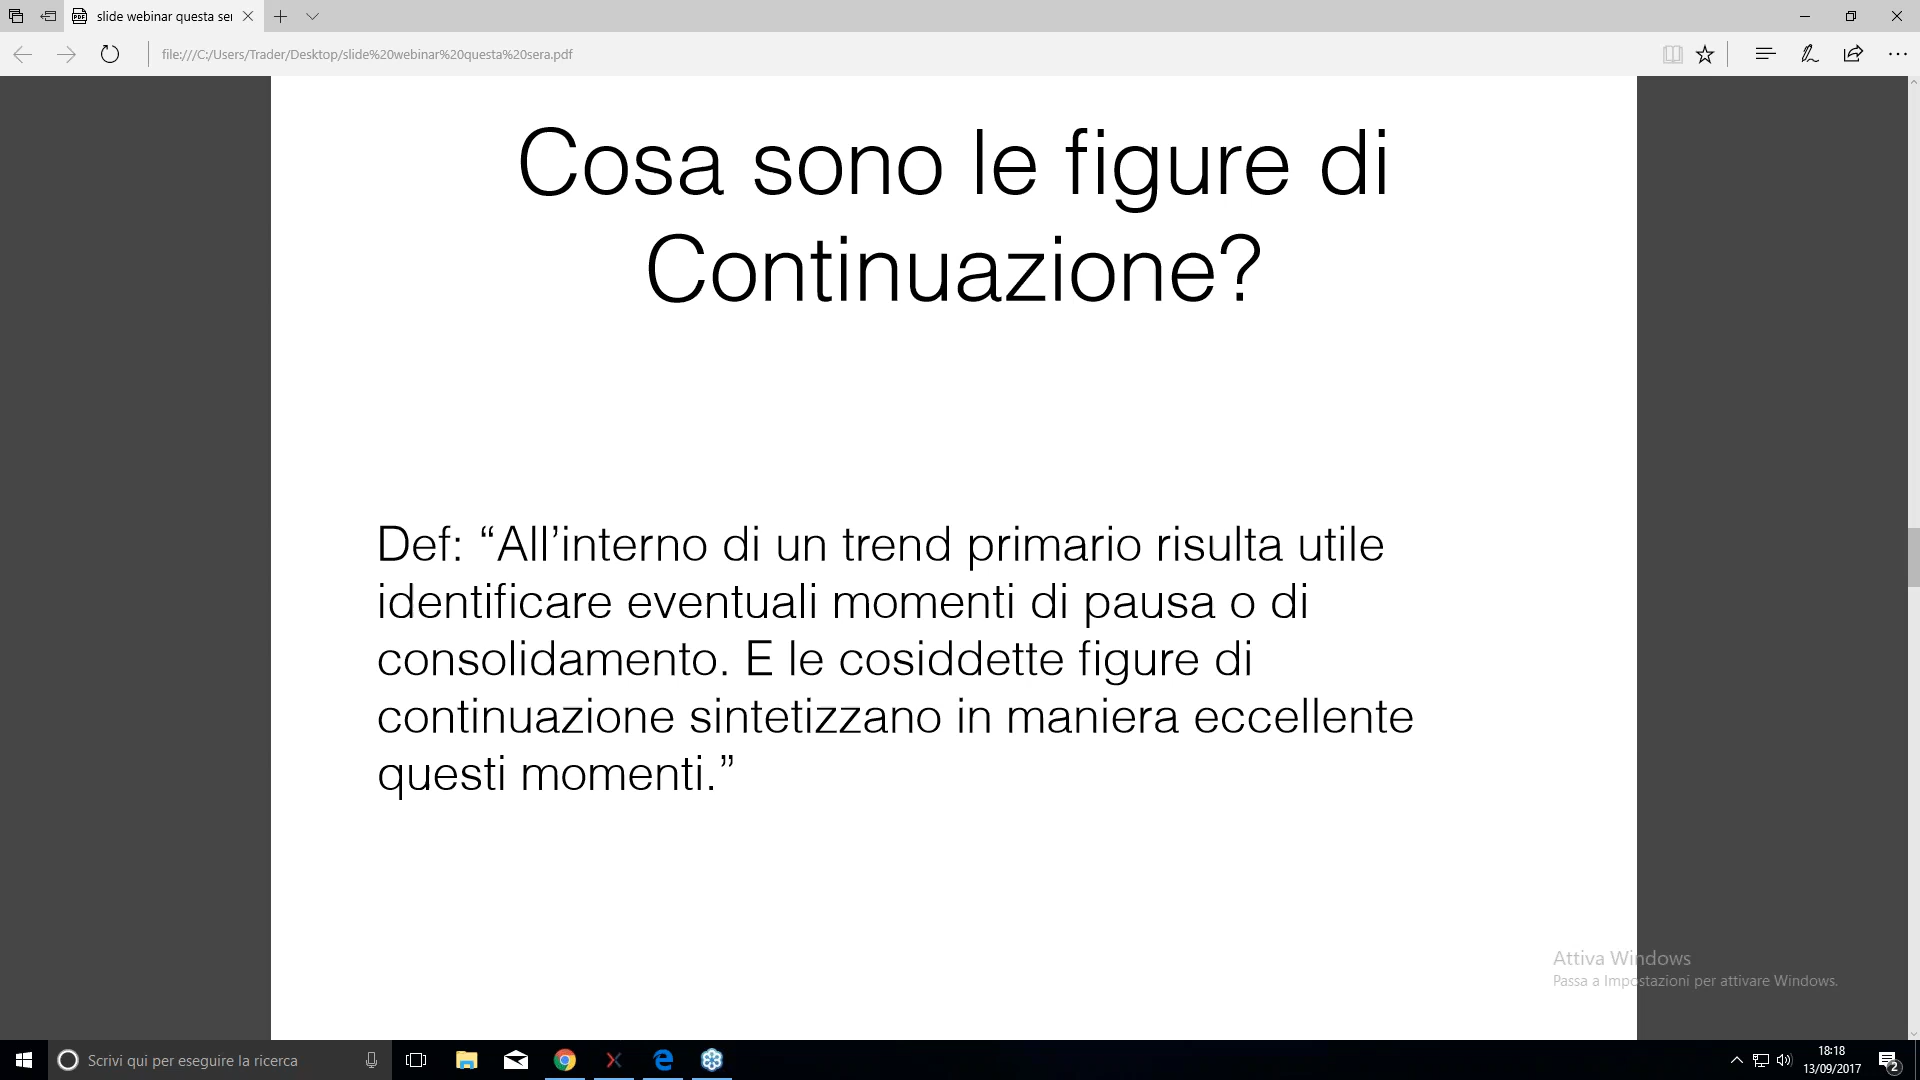 slide webinar questa se
file:///C:/Users/Trader/Desktop/slide%20webinar%20questa%20sera.pdf
Cosa sono le figure di
Continuazione?
Def: “All’interno di un trend primario risulta utile
identificare eventuali momenti di pausa o di
consolidamento. E le cosiddette figure di
continuazione sintetizzano in maniera eccellente
questi momenti.”
Attiva Windows
Passa a Impostazioni per attivare Windows.
Scrivi qui per eseguire la ricerca
18:18
13/09/2017
2